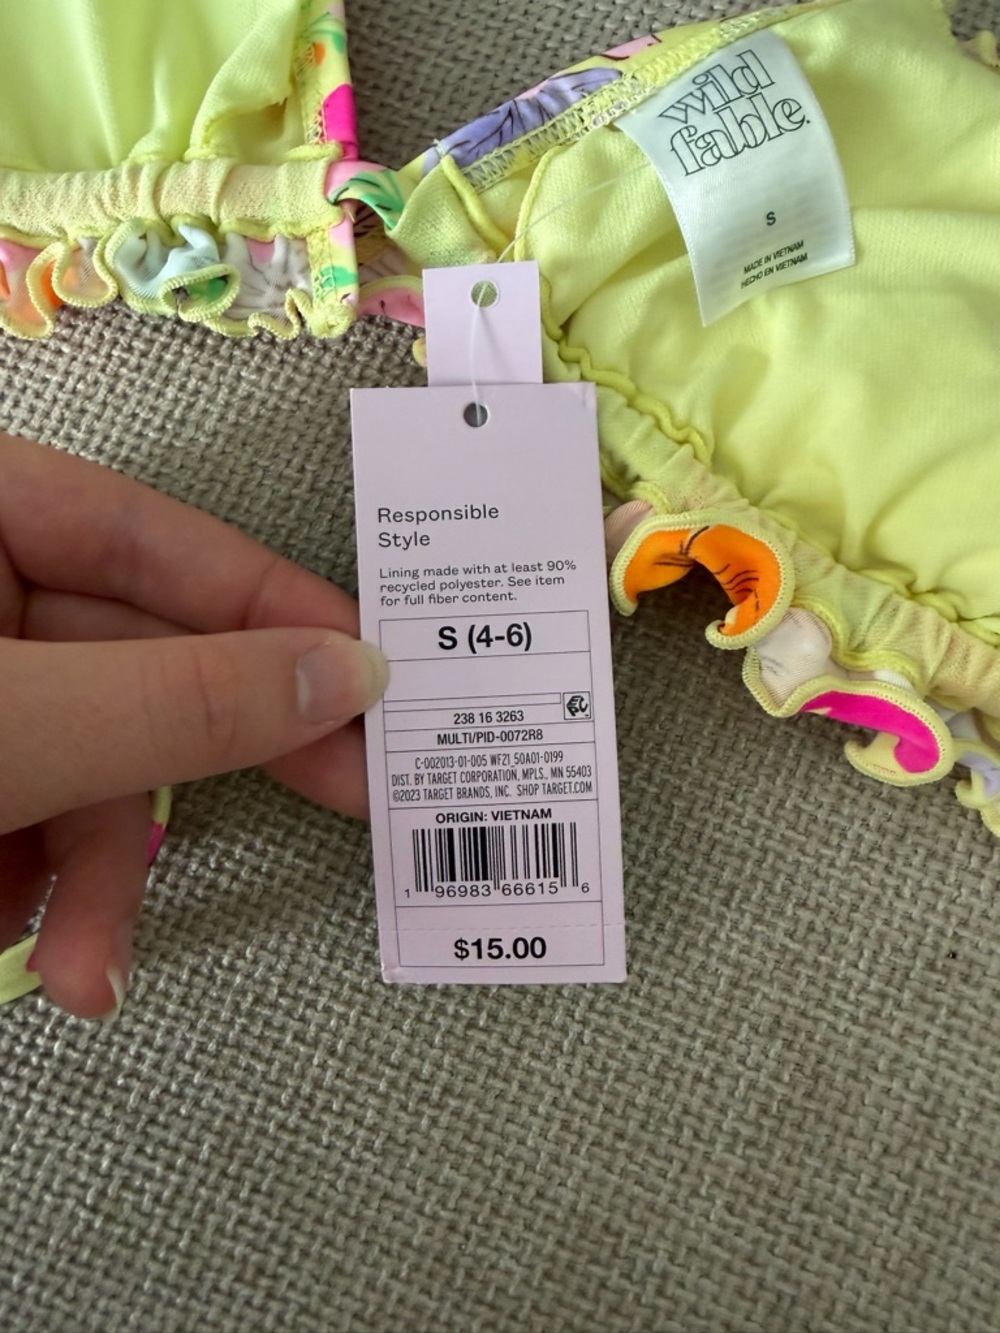 wild
fable.
S
MADE IN VIETNAM
HECHO EN VIETNAM
Responsible
Style
Lining made with at least 90%
recycled polyester. See item
for full fiber content.
S (4-6)
EPC
238 16 3263
MULTI/PID-0072R8
C-002013-01-005 WF21_50A01-0199
DIST. BY TARGET CORPORATION, MPLS., MN 55403
©2023 TARGET BRANDS, INC. SHOP TARGET.COM
ORIGIN: VIETNAM
1 96983 66615 6
$15.00